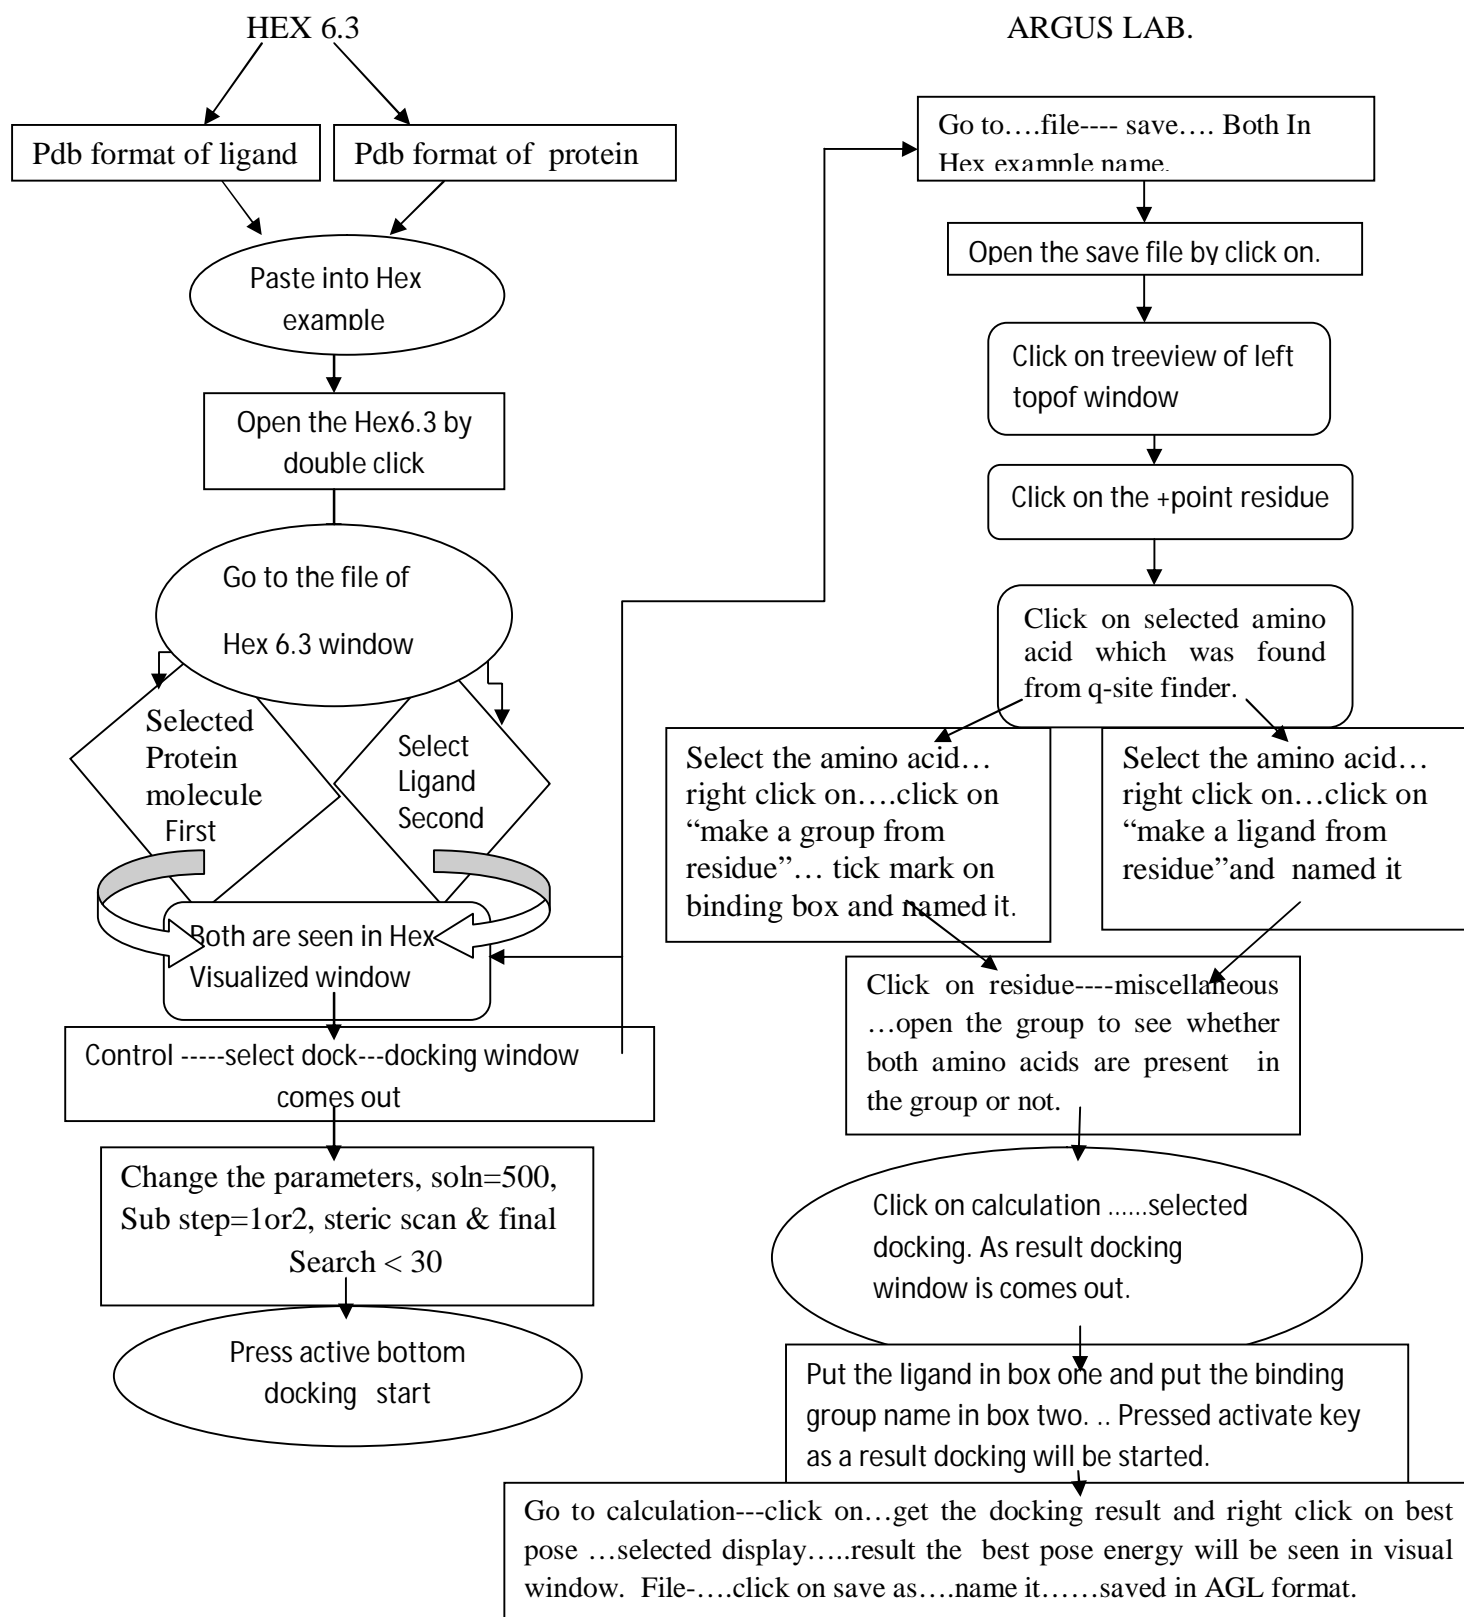 HEX 6.3
Pdb format of ligand
Pdb format of protein
Paste into Hex
example
Open the Hex6.3 by
double click
Go to the file of
Hex 6.3 window
Selected
Protein
molecule
First
Select
Ligand
Second
Both are seen in Hex
Visualized window
Control -----select dock---docking window
comes out
Change the parameters, soln=500,
Sub step=1or2, steric scan & final
Search < 30
Press active bottom
docking start
ARGUS LAB.
Go to….file---- save…. Both In
Hex example name.
Open the save file by click on.
Click on treeview of left
topof window
Click on the +point residue
Click on selected amino
acid which was found
from q-site finder.
Select the amino acid…
right click on….click on
“make a group from
residue”… tick mark on
binding box and named it.
Select the amino acid…
right click on…click on
“make a ligand from
residue”and named it
Click on residue----miscellaneous
…open the group to see whether
both amino acids are present in
the group or not.
Click on calculation ......selected
docking. As result docking
window is comes out.
Put the ligand in box one and put the binding
group name in box two. .. Pressed activate key
as a result docking will be started.
Go to calculation---click on…get the docking result and right click on best
pose …selected display…..result the best pose energy will be seen in visual
window. File-….click on save as….name it……saved in AGL format.